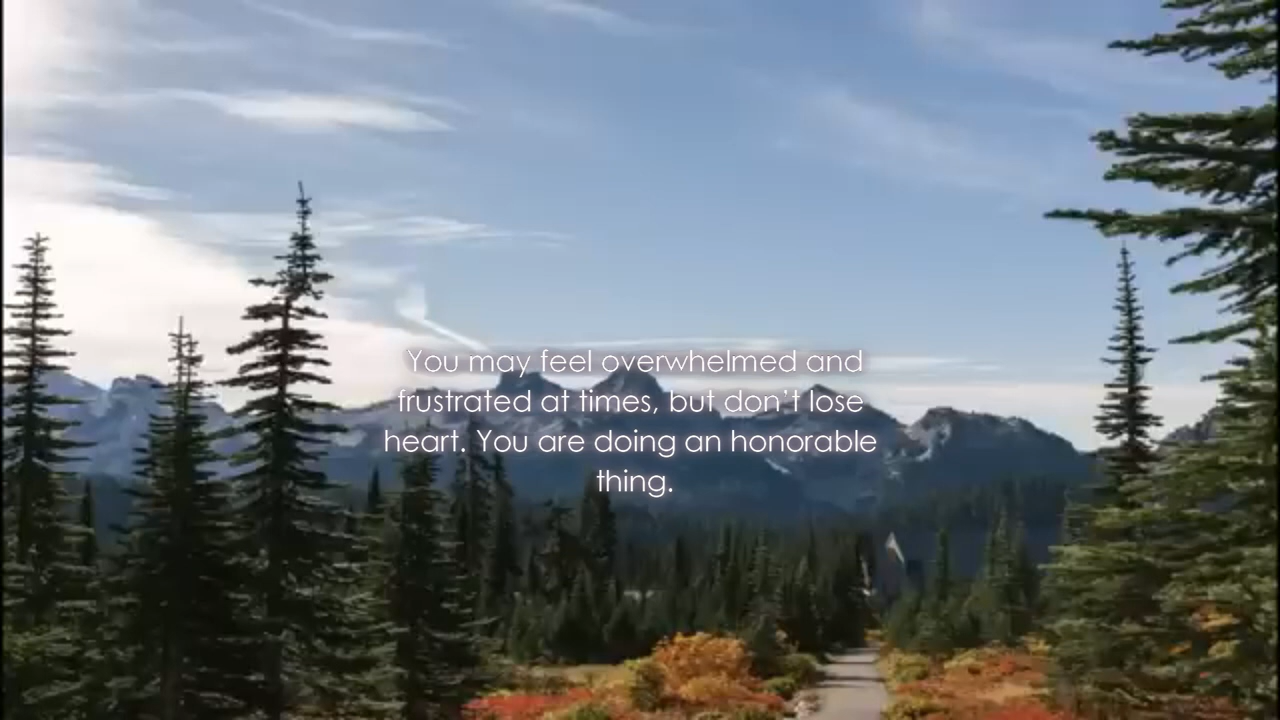 You may feel overwhelmed and
frustrated at times, but don't lose
heart. You are doing an honorable
thing.